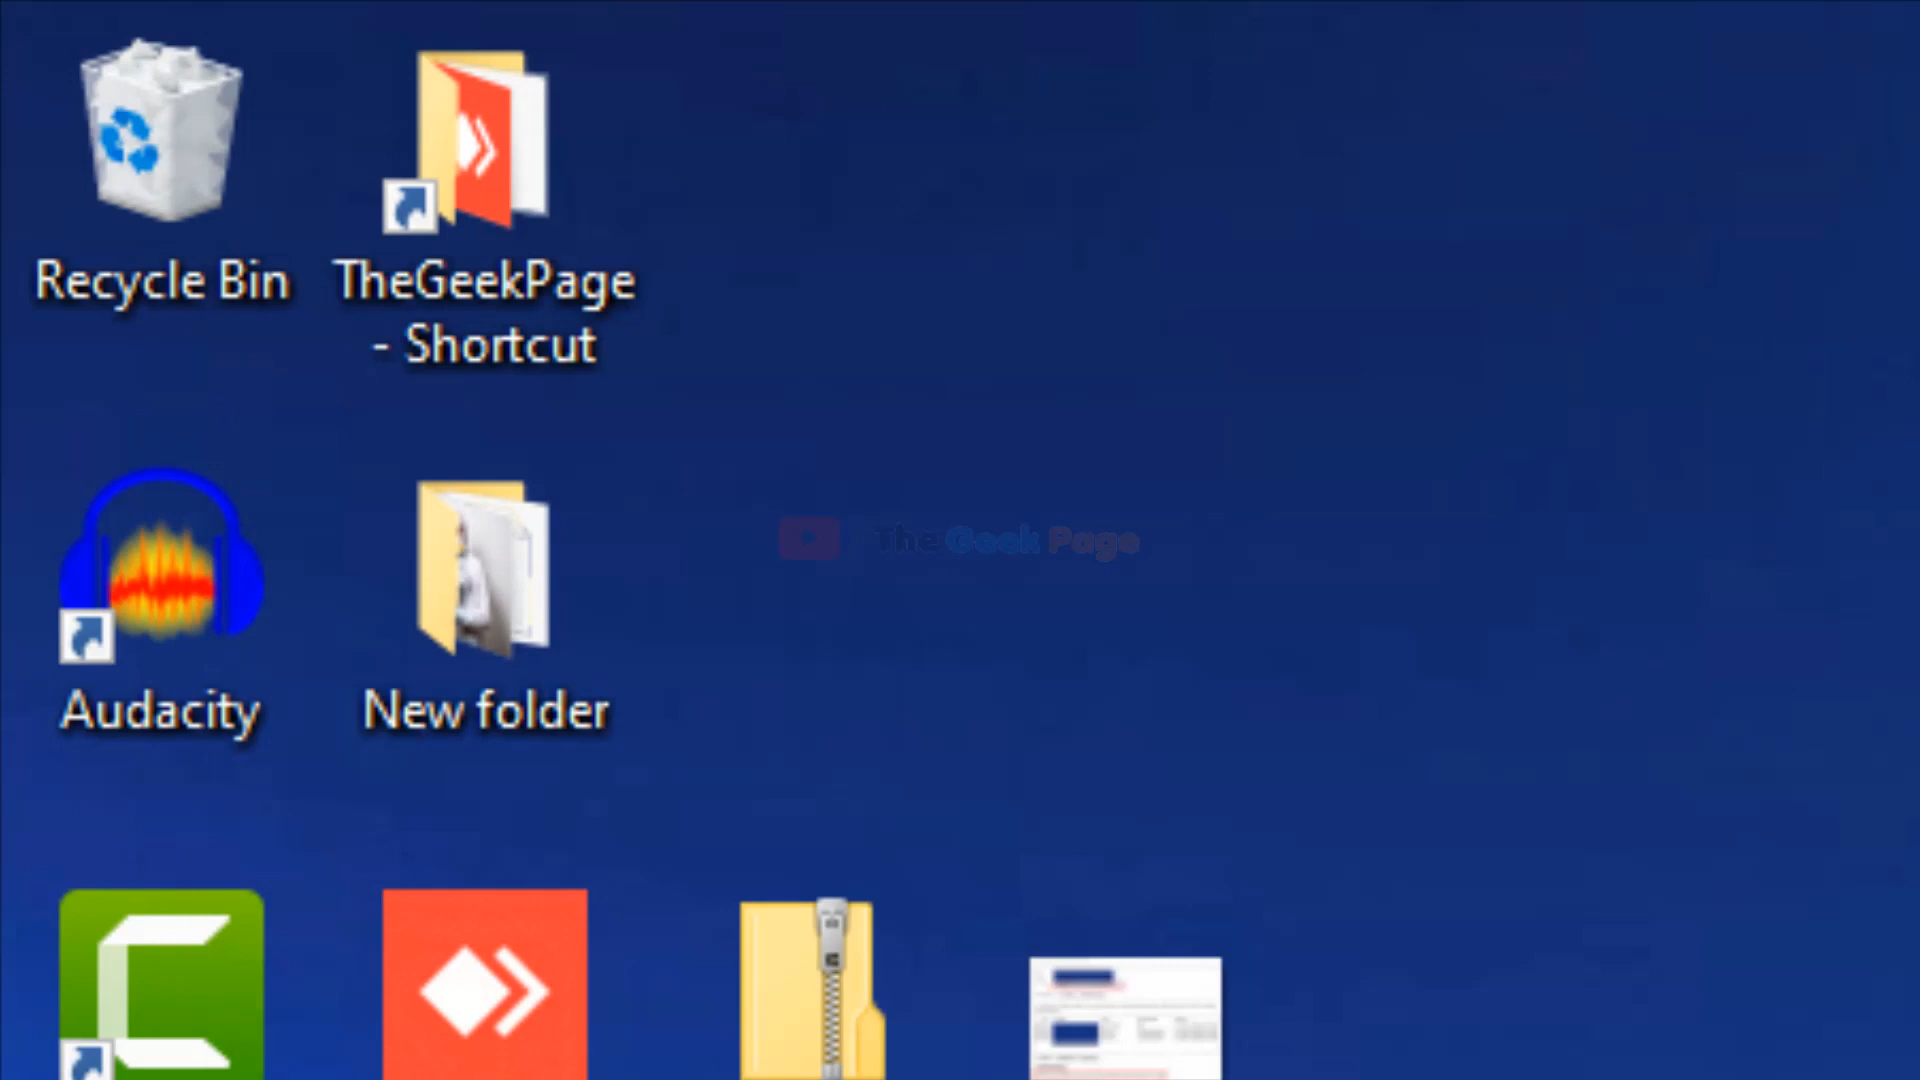 Recycle Bin
TheGeekPage
- Shortcut
The Geek Page
Audacity
New folder